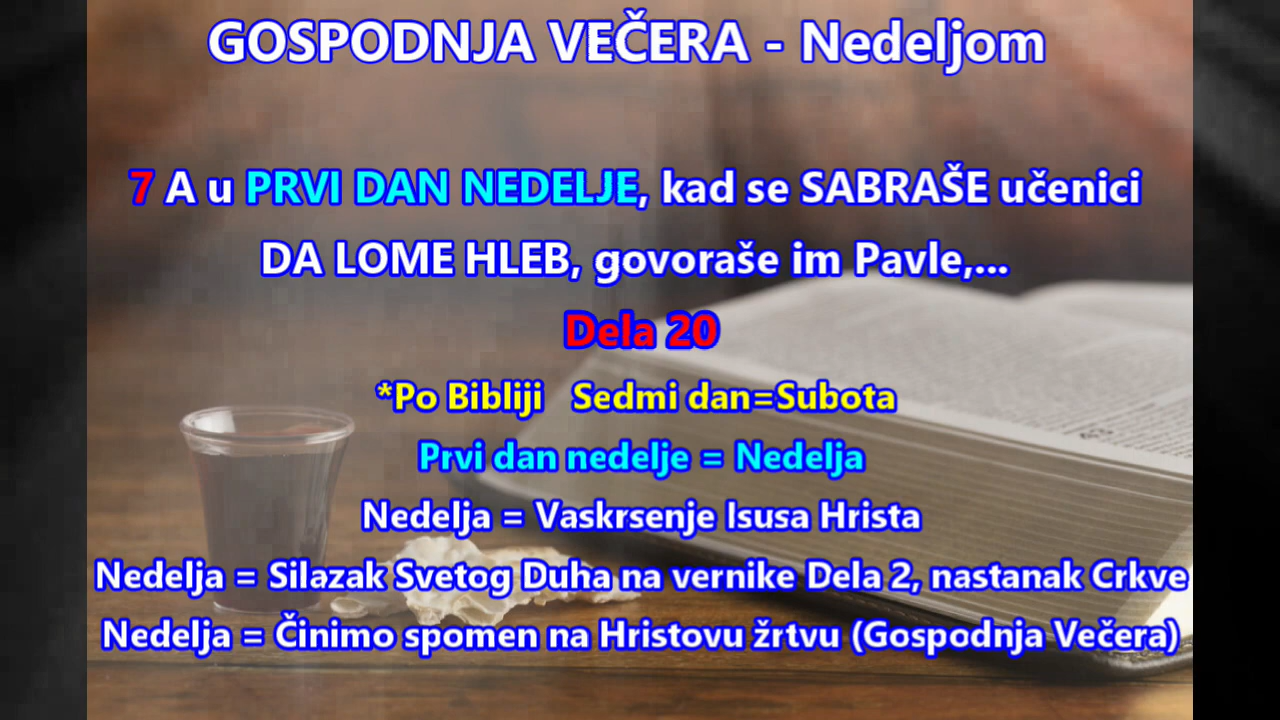 GOSPODNJA VEČERA - Nedeljom
7 A u PRVI DAN NEDELJE, kad se SABRAŠE učenici
DA LOME HLEB, govoraše im Pavle,...
Dela 20
*Po Bibliji Sedmi dan=Subota
Prvi dan nedelje = Nedelja
Nedelja = Vaskrsenje Isusa Hrista
Nedelja = Silazak Svetog Duha na vernike Dela 2, nastanak Crkve
Nedelja = Činimo spomen na Hristovu žrtvu (Gospodnja Večera)